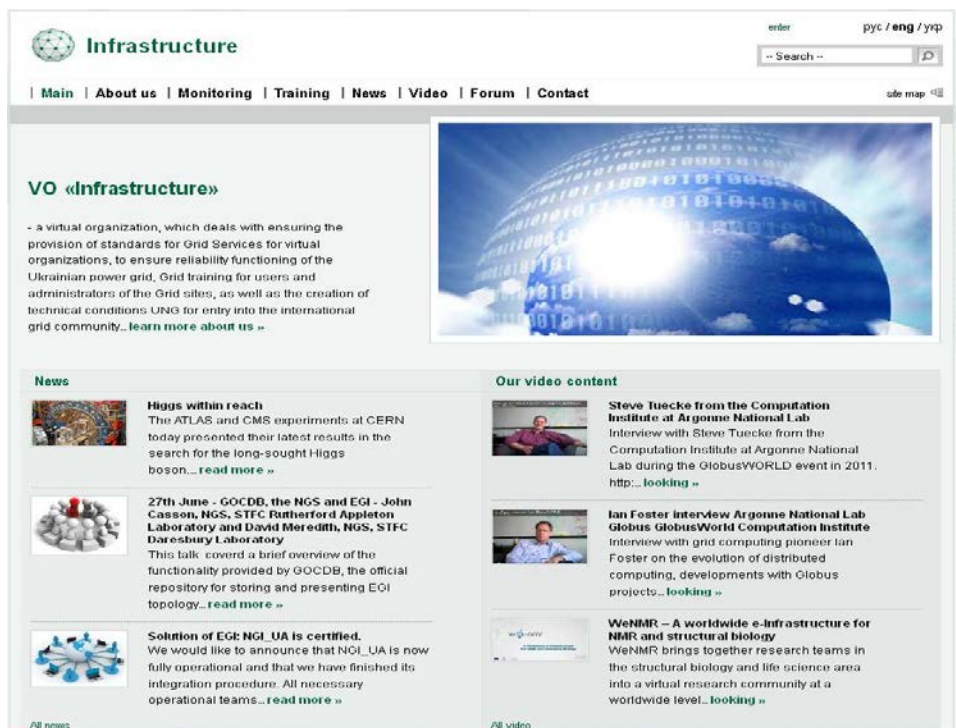 Infrastructure
enter
рус / eng / укр
-- Search --
| Main | About us | Monitoring | Training | News | Video | Forum | Contact
site map
VO «Infrastructure»
- a virtual organization, which deals with ensuring the
provision of standards for Grid Services for virtual
organizations, to ensure reliability functioning of the
Ukrainian power grid, Grid training for users and
administrators of the Grid sites, as well as the creation of
technical conditions UNG for entry into the international
grid community... learn more about us »
News
Higgs within reach
The ATLAS and CMS experiments at CERN
today presented their latest results in the
search for the long-sought Higgs
boson.... read more »
27th June - GOCDB, the NGS and EGI - John
Casson, NGS, STFC Rutherford Appleton
Laboratory and David Meredith, NGS, STFC
Daresbury Laboratory
This talk coverd a brief overview of the
functionality provided by GOCDB, the official
repository for storing and presenting EGI
topology... read more »
Solution of EGI: NGI_UA is certified.
We would like to announce that NGI_UA is now
fully operational and that we have finished its
integration procedure. All necessary
operational teams... read more »
All news
Our video content
Steve Tuecke from the Computation
Institute at Argonne National Lab
Interview with Steve Tuecke from the
Computation Institute at Argonne National
Lab during the GlobusWORLD event in 2011.
http:... looking »
Ian Foster interview Argonne National Lab
Globus GlobusWorld Computation Institute
Interview with grid computing pioneer Ian
Foster on the evolution of distributed
computing, developments with Globus
projects... looking »
WeNMR – A worldwide e-Infrastructure for
NMR and structural biology
WeNMR brings together research teams in
the structural biology and life science area
into a virtual research community at a
worldwide level... looking »
All video